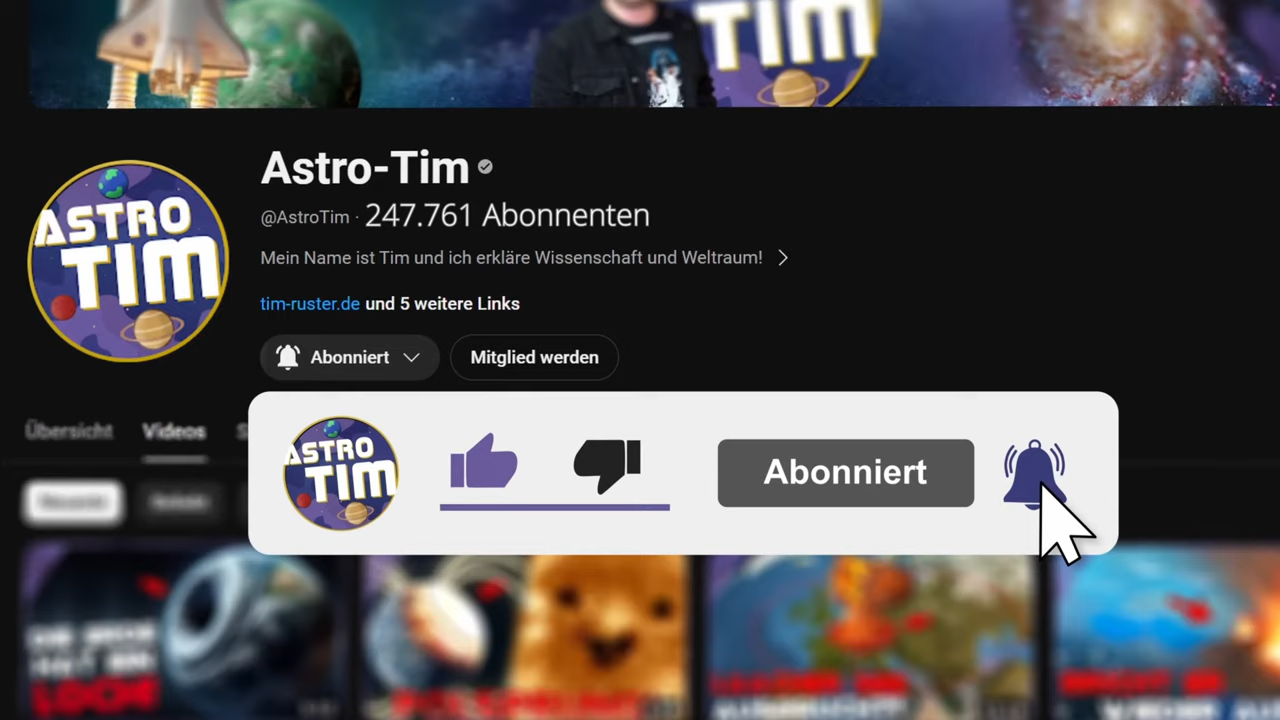 TIM
Astro-Tim
@AstroTim · 247.761 Abonnenten
Mein Name ist Tim und ich erkläre Wissenschaft und Weltraum!
tim-ruster.de und 5 weitere Links
Abonniert
Mitglied werden
ASTRO
TIM
Übersicht
Videos
ASTRO
TIM
Abonniert
LOCH